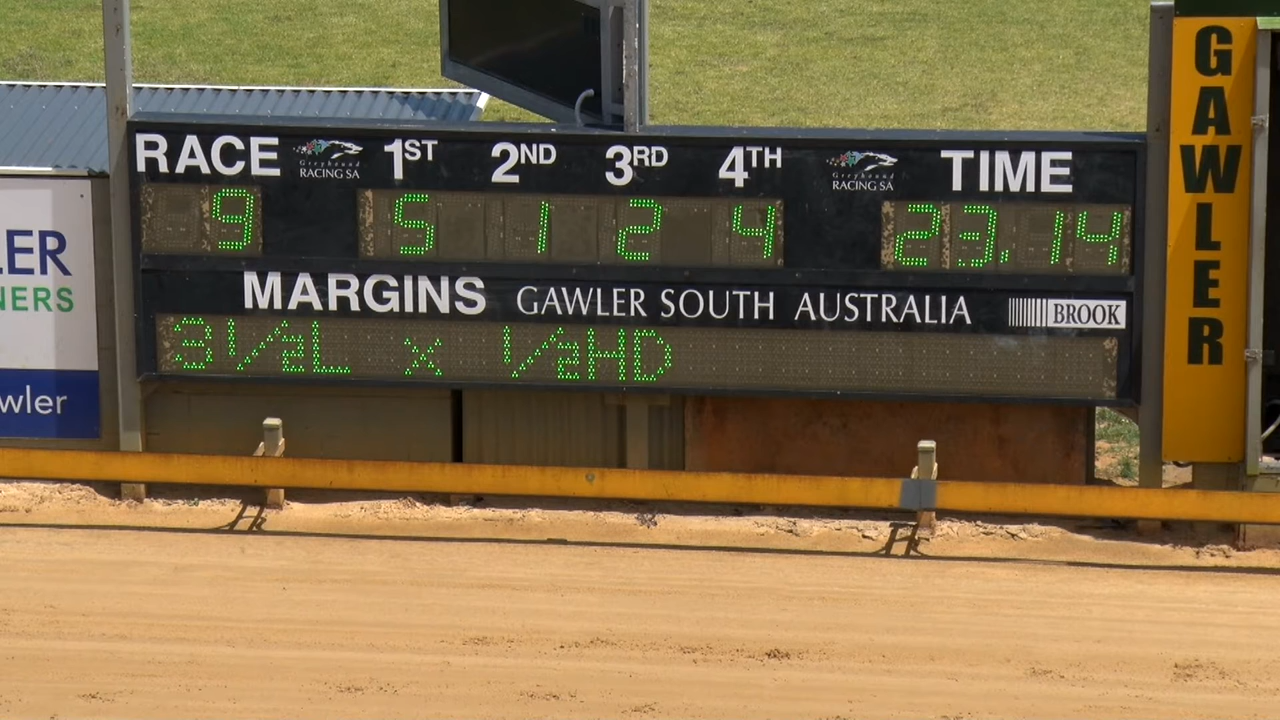 GAWLER
RACE Greyhound RACING SA 1ST 2ND 3RD 4TH Greyhound RACING SA TIME
9 5 1 2 4 23.14
MARGINS GAWLER SOUTH AUSTRALIA BROOK
3 1/2L x 1/2HD
LER
NERS
wler